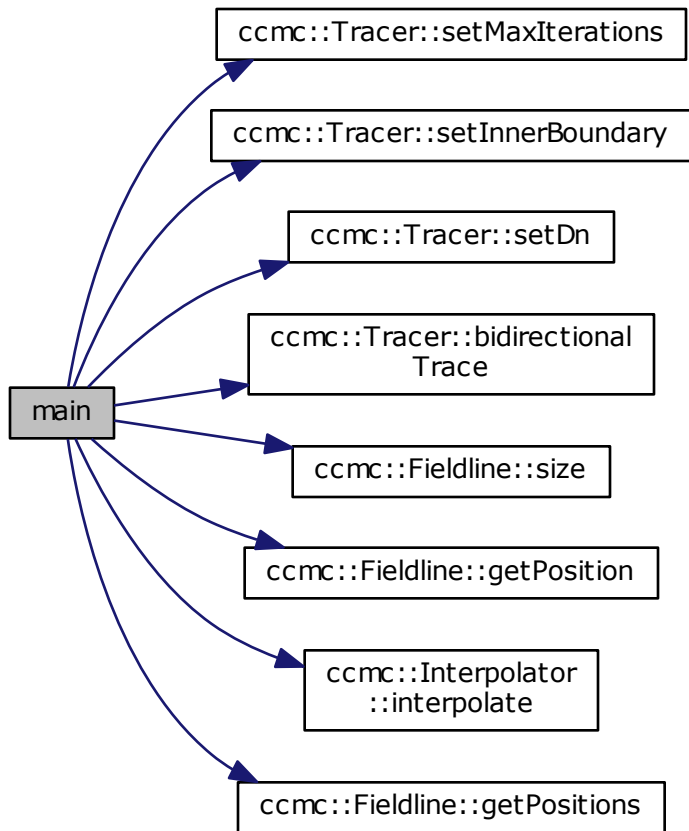 ccmc::Tracer::setMaxIterations
ccmc::Tracer::setInnerBoundary
ccmc::Tracer::setDn
ccmc::Tracer::bidirectional
Trace
main
ccmc::Fieldline::size
ccmc::Fieldline::getPosition
ccmc::Interpolator
::interpolate
ccmc::Fieldline::getPositions